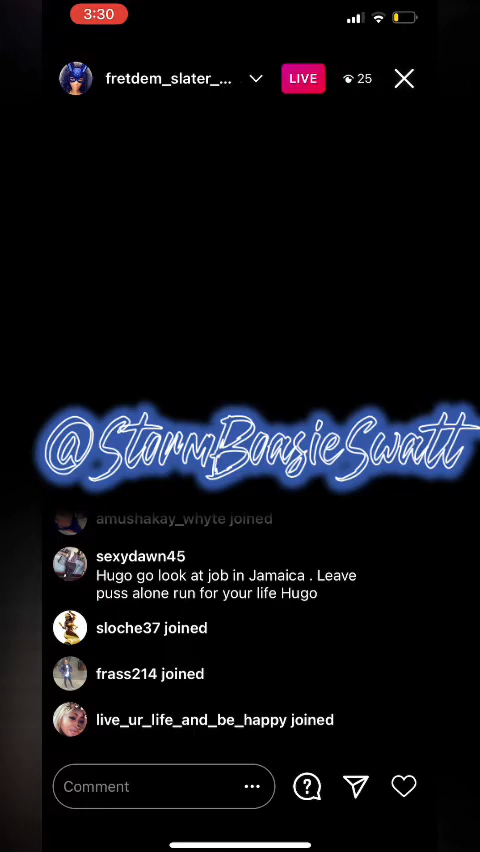 3:30
fretdem_slater_...
LIVE
25
@StormBoasieSwatt
amushakay_whyte joined
sexydawn45
Hugo go look at job in Jamaica . Leave
puss alone run for your life Hugo
sloche37 joined
frass214 joined
live_ur_life_and_be_happy joined
Comment